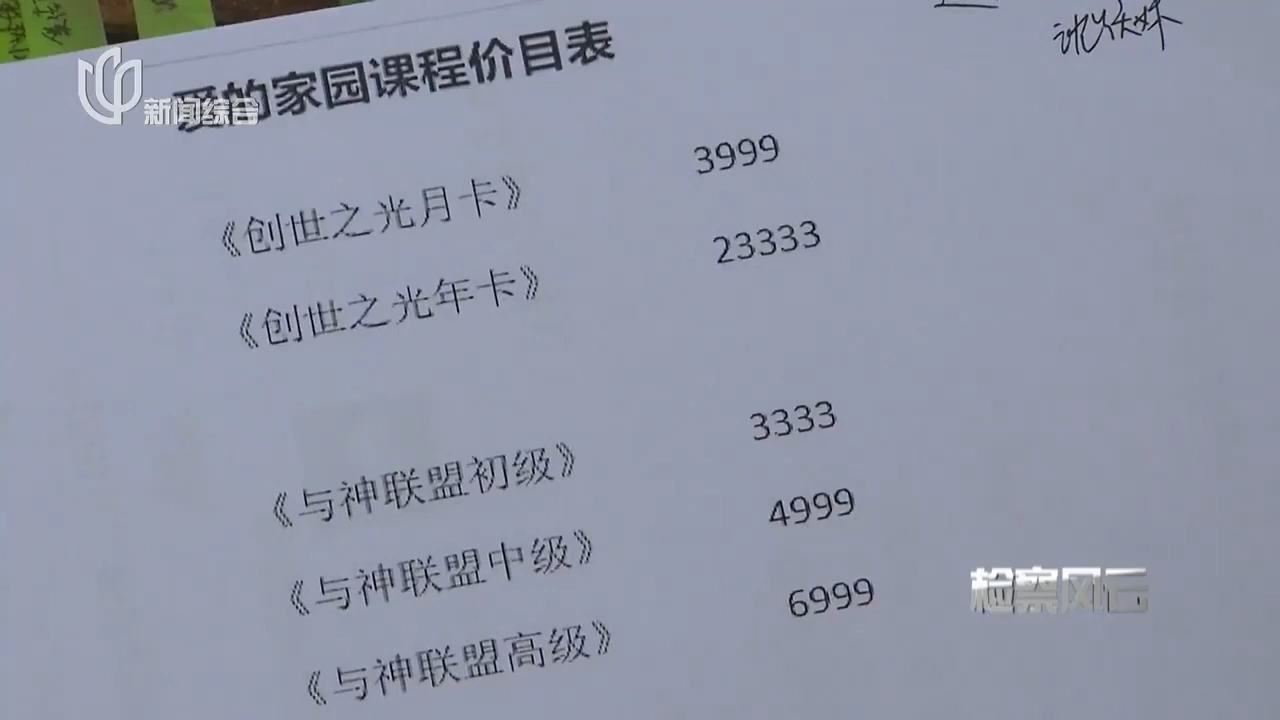 新闻综合
爱的家园课程价目表
《创世之光月卡》 3999
《创世之光年卡》 23333
《与神联盟初级》 3333
《与神联盟中级》 4999
《与神联盟高级》 6999
检察风云